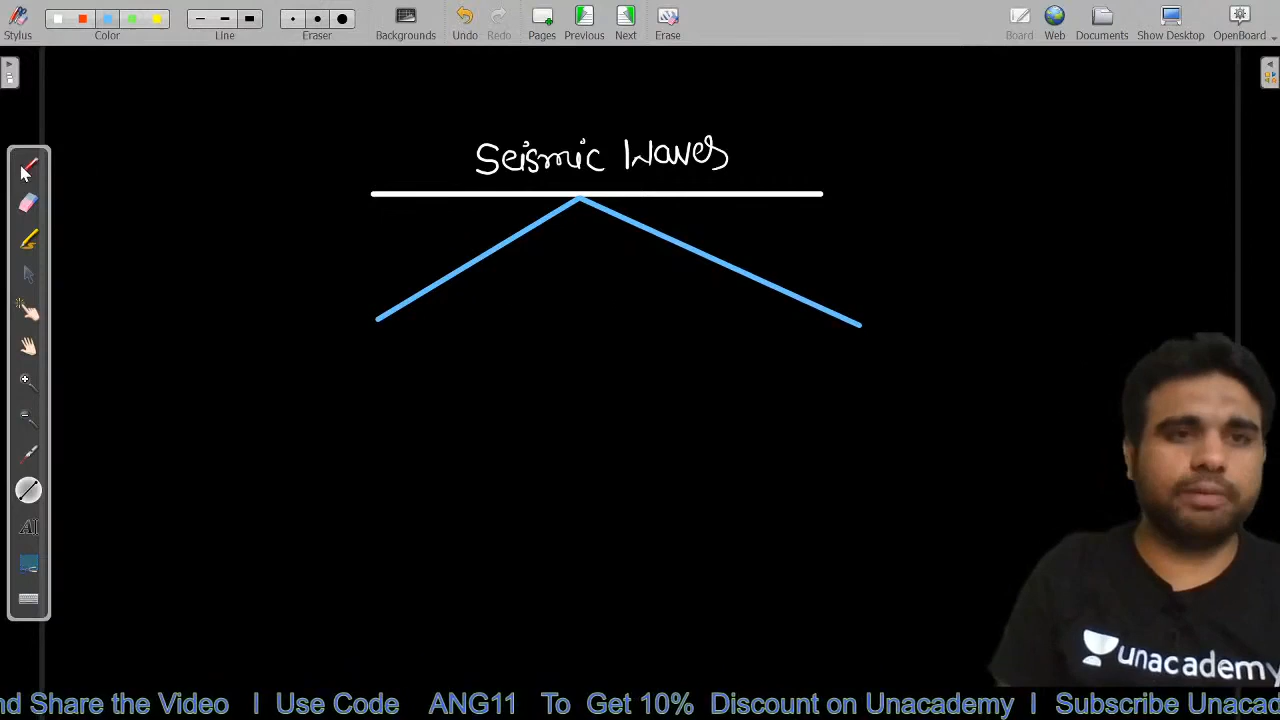 Stylus
Color
Line
Eraser
Backgrounds
Undo
Redo
Pages
Previous
Next
Erase
Board
Web
Documents
Show Desktop
OpenBoard
Seismic Waves
AI
unacademy
nd Share the Video I Use Code ANG11 To Get 10% Discount on Unacademy I Subscribe Unacad